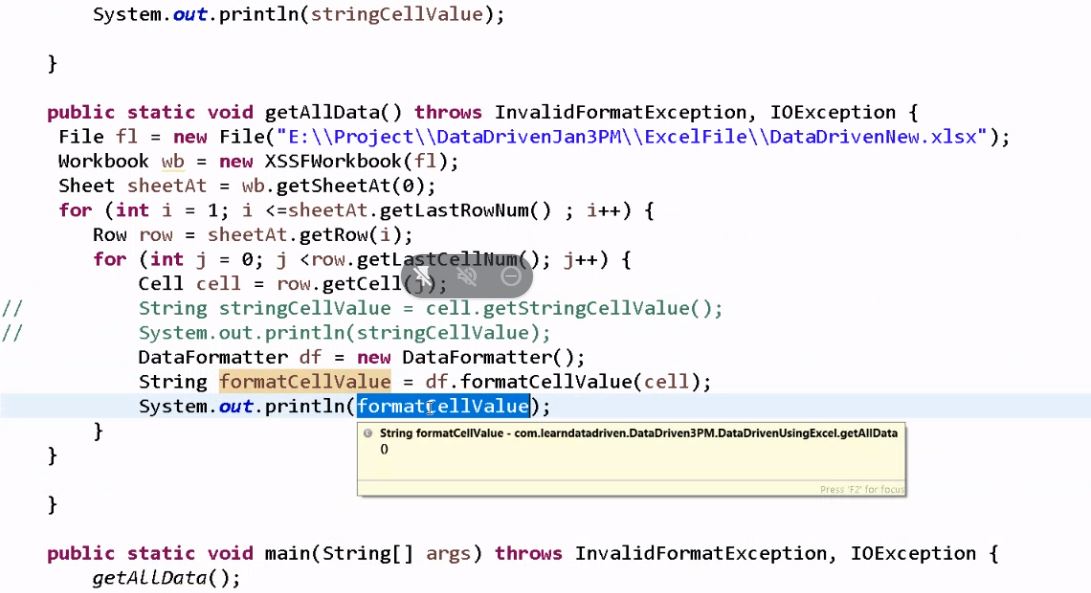 System.out.println(stringCellValue);
}
public static void getAllData() throws InvalidFormatException, IOException {
File fl = new File("E:\\Project\\DataDrivenJan3PM\\ExcelFile\\DataDrivenNew.xlsx");
Workbook wb = new XSSFWorkbook(fl);
Sheet sheetAt = wb.getSheetAt(0);
for (int i = 1; i <=sheetAt.getLastRowNum() ; i++) {
Row row = sheetAt.getRow(i);
for (int j = 0; j <row.getLastCellNum(); j++) {
Cell cell = row.getCell(j);
// String stringCellValue = cell.getStringCellValue();
// System.out.println(stringCellValue);
DataFormatter df = new DataFormatter();
String formatCellValue = df.formatCellValue(cell);
System.out.println(formatCellValue);
}
String formatCellValue - com.learndatadriven.DataDriven3PM.DataDrivenUsingExcel.getAllData
0
Press 'F2' for focus
}
}
public static void main(String[] args) throws InvalidFormatException, IOException {
getAllData();